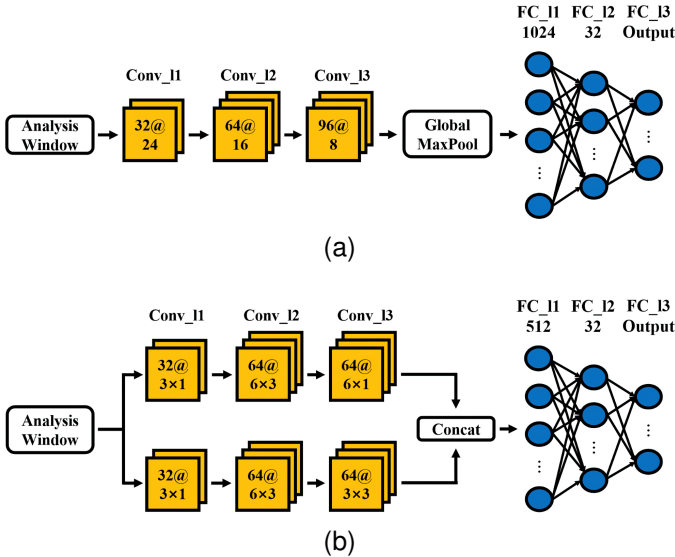 FC_l1 FC_l2 FC_l3
1024 32 Output
Conv_l1 Conv_l2 Conv_l3
Analysis
Window
32@
24
64@
16
96@
8
Global
MaxPool
(a)
FC_l1 FC_l2 FC_l3
512 32 Output
Conv_l1 Conv_l2 Conv_l3
32@
3×1
64@
6×3
64@
6×1
Analysis
Window
Concat
32@
3×1
64@
6×3
64@
3×3
(b)